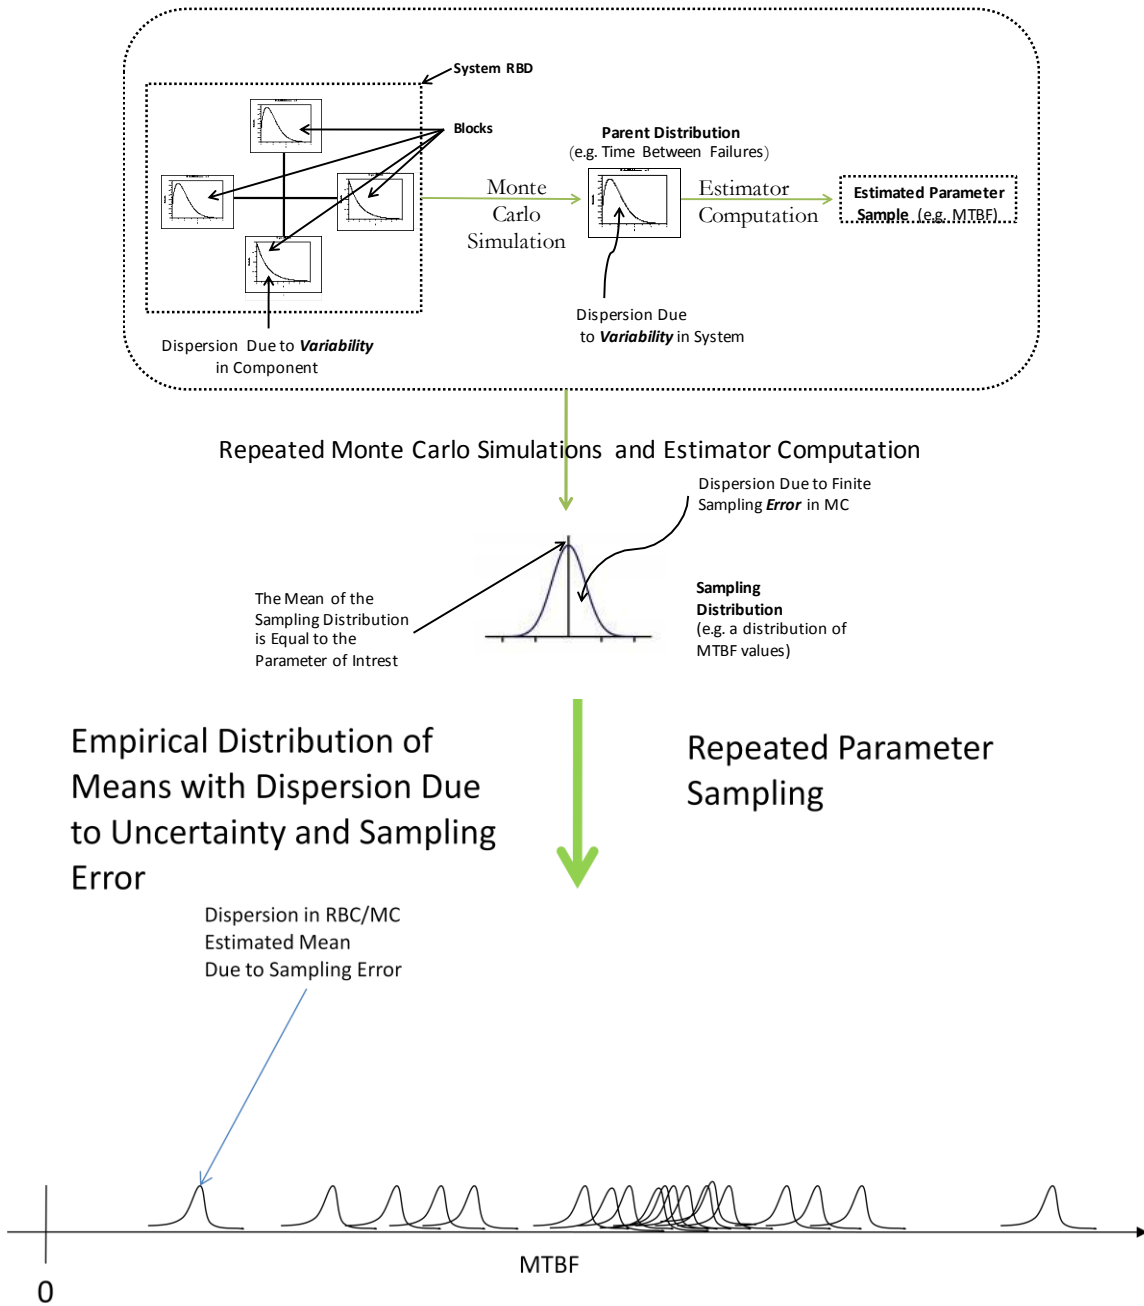 System RBD
Blocks
Parent Distribution
(e.g. Time Between Failures)
Monte
Carlo
Simulation
Estimator
Computation
Estimated Parameter
Sample (e.g. MTBF)
Dispersion Due to Variability
in Component
Dispersion Due
to Variability in System
Repeated Monte Carlo Simulations and Estimator Computation
Dispersion Due to Finite
Sampling Error in MC
The Mean of the
Sampling Distribution
is Equal to the
Parameter of Intrest
Sampling
Distribution
(e.g. a distribution of
MTBF values)
Empirical Distribution of
Means with Dispersion Due
to Uncertainty and Sampling
Error
Repeated Parameter
Sampling
Dispersion in RBC/MC
Estimated Mean
Due to Sampling Error
MTBF
0